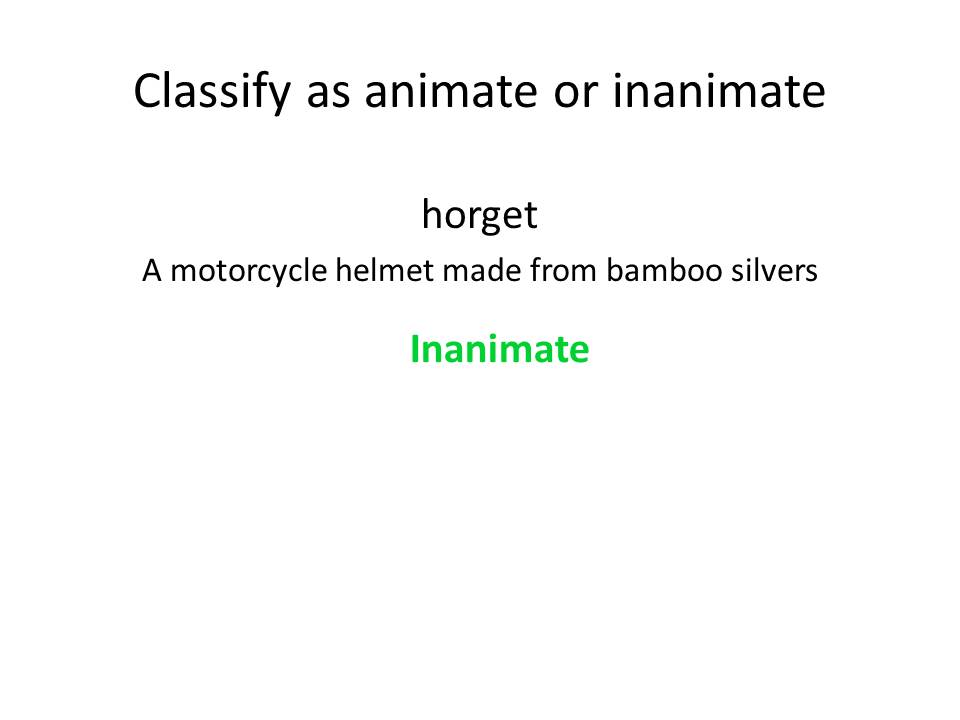 Classify as animate or inanimate
horget
A motorcycle helmet made from bamboo silvers
Inanimate